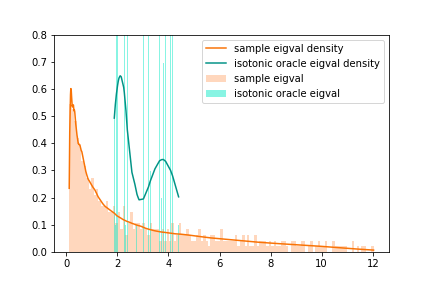 0.8
0.7
0.6
0.5
0.4
0.3
0.2
0.1
0.0
0 2 4 6 8 10 12
sample eigval density
isotonic oracle eigval density
sample eigval
isotonic oracle eigval